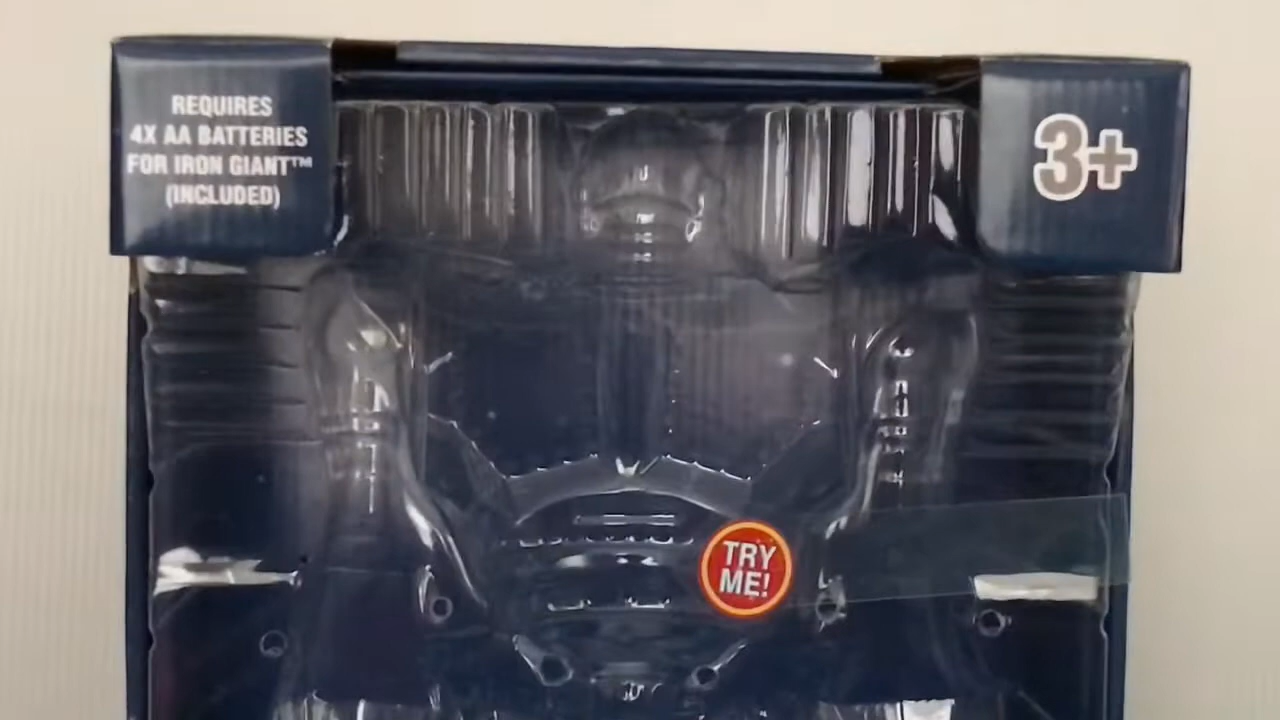 REQUIRES
4X AA BATTERIES
FOR IRON GIANT™
(INCLUDED)
3+
TRY
ME!